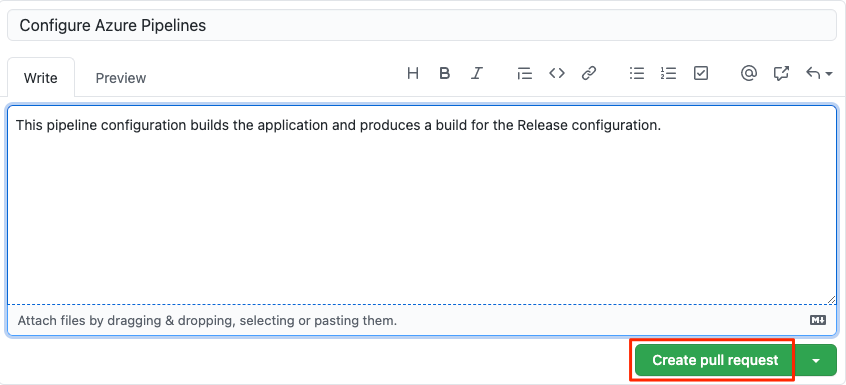 Configure Azure Pipelines
Write Preview H B I @
This pipeline configuration builds the application and produces a build for the Release configuration.
Attach files by dragging & dropping, selecting or pasting them.
Create pull request